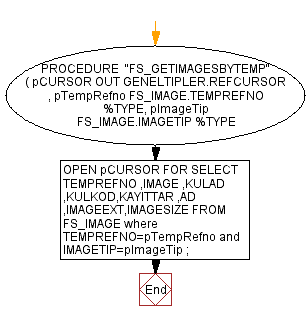 PROCEDURE "FS_GETIMAGESBYTEMP"
( pCURSOR OUT GENELTIPLER.REFCURSOR
, pTempRefno FS_IMAGE.TEMPREFNO
%TYPE, pImageTip
FS_IMAGE.IMAGETIP %TYPE
OPEN pCURSOR FOR SELECT
TEMPREFNO ,IMAGE ,KULAD
,KULKOD,KAYITTAR ,AD
,IMAGEEXT,IMAGESIZE FROM
FS_IMAGE where
TEMPREFNO=pTempRefno and
IMAGETIP=pImageTip ;
End